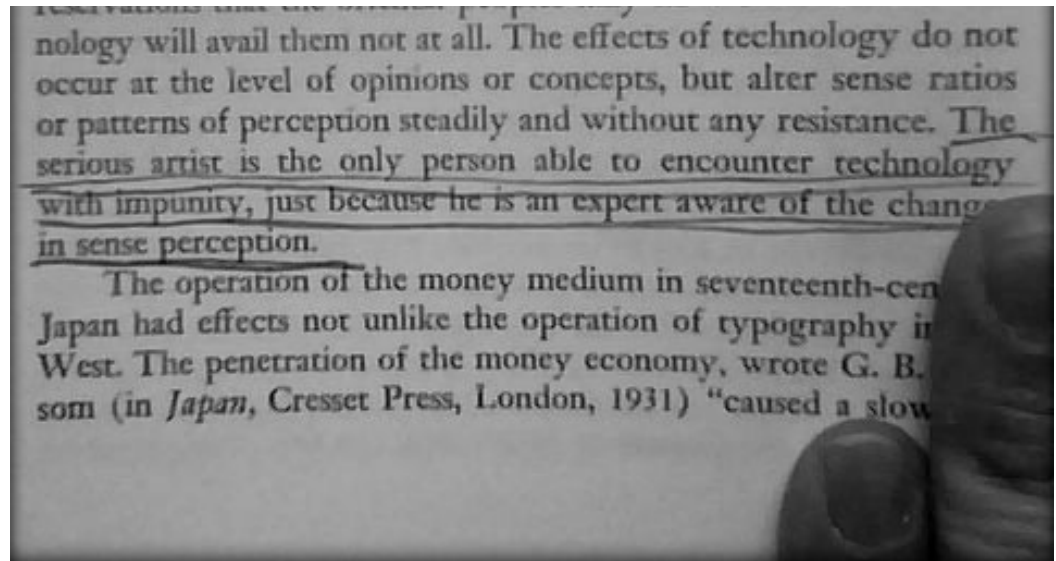 nology will avail them not at all. The effects of technology do not
occur at the level of opinions or concepts, but alter sense ratios
or patterns of perception steadily and without any resistance. The
serious artist is the only person able to encounter technology
with impunity, just because he is an expert aware of the
in sense perception.
The operation of the money medium in seventeenth-cen
Japan had effects not unlike the operation of typography
West. The penetration of the money economy, wrote G. B.
som (in Japan, Cresset Press, London, 1931) "caused a slow